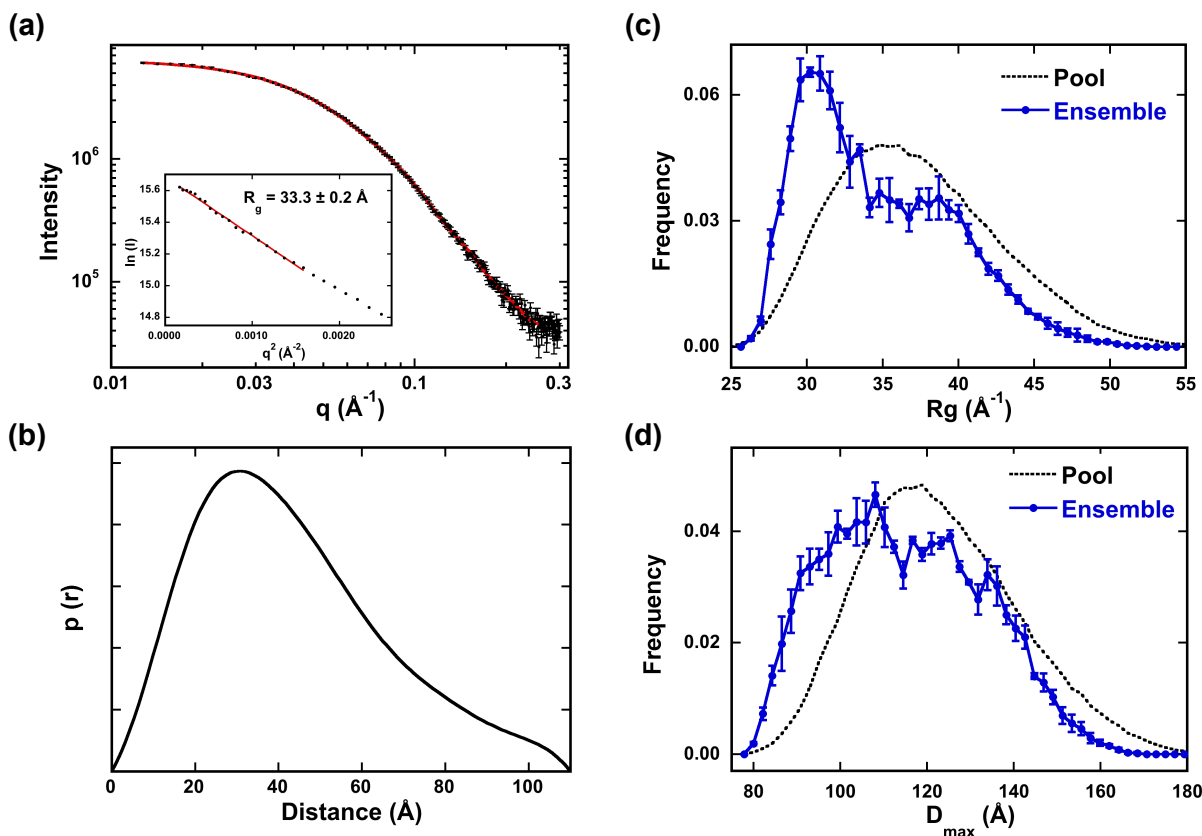 (a)
Intensity
10^6
10^5
0.01
0.03
0.1
0.3
q (Å^-1)
R_g = 33.3 ± 0.2 Å
ln (I)
15.6
15.4
15.2
15.0
14.8
0.0000
0.0010
0.0020
q^2 (Å^-2)
(b)
p (r)
0
20
40
60
80
100
Distance (Å)
(c)
Pool
Ensemble
Frequency
0.06
0.03
0.00
25
30
35
40
45
50
55
Rg (Å^-1)
(d)
Pool
Ensemble
Frequency
0.04
0.02
0.00
80
100
120
140
160
180
D_max (Å)